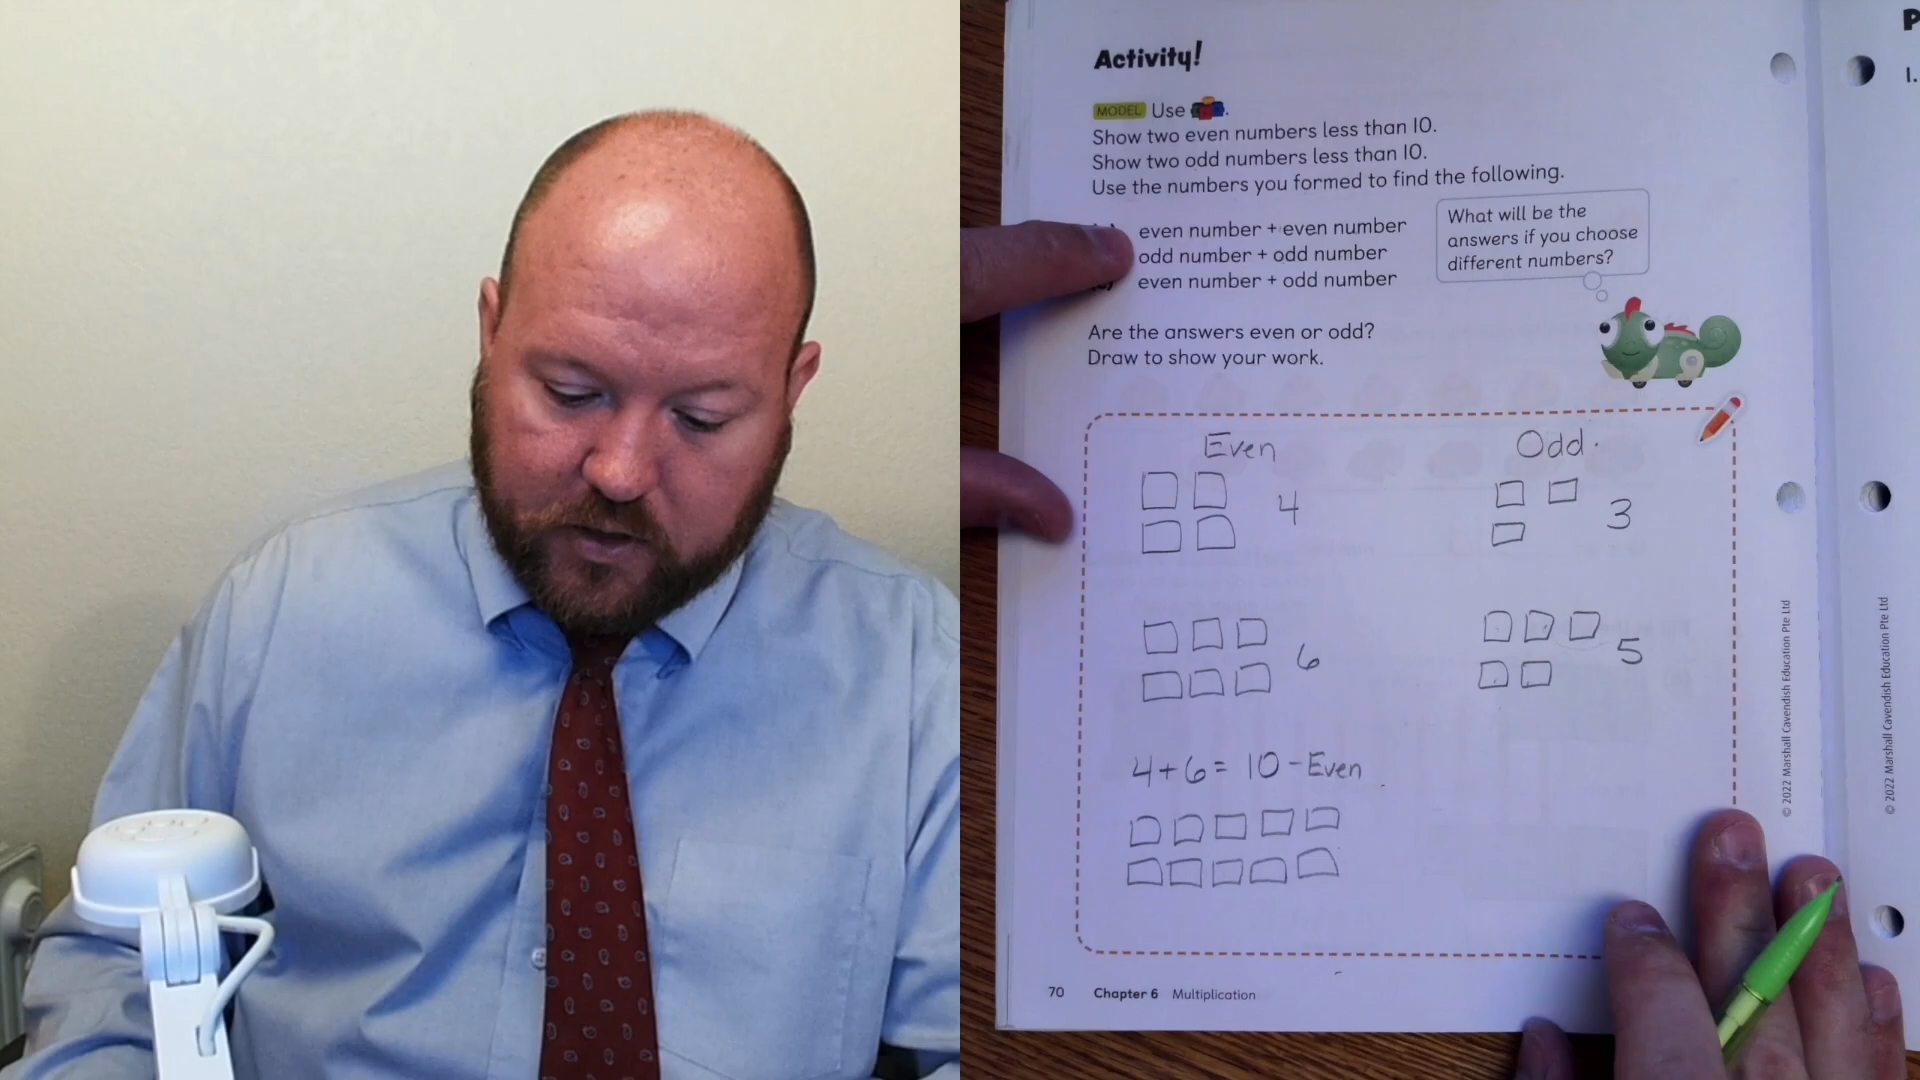 Activity!
MODEL Use
Show two even numbers less than 10.
Show two odd numbers less than 10.
Use the numbers you formed to find the following.
even number + even number
odd number + odd number
even number + odd number
What will be the
answers if you choose
different numbers?
Are the answers even or odd?
Draw to show your work.
Even
Odd
4
3
6
5
4+6=10-Even
70 Chapter 6 Multiplication
© 2022 Marshall Cavendish Education Pte Ltd
© 2022 Marshall Cavendish Education Pte Ltd
P
1.